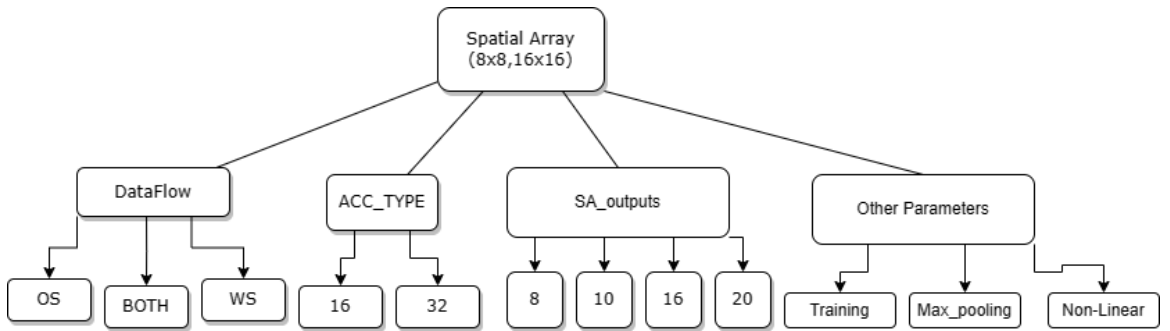 Spatial Array
(8x8,16x16)
DataFlow
ACC_TYPE
SA_outputs
Other Parameters
OS
BOTH
WS
16
32
8
10
16
20
Training
Max_pooling
Non-Linear